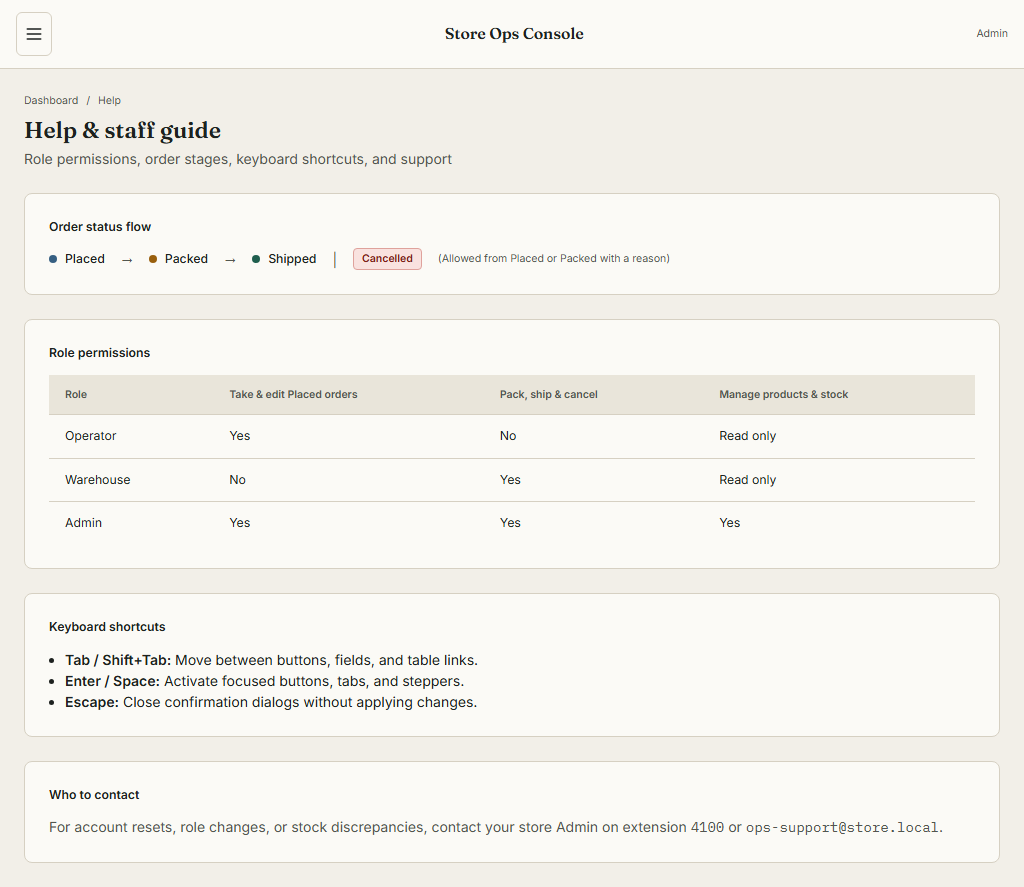 Store Ops Console
Admin
Dashboard / Help
Help & staff guide
Role permissions, order stages, keyboard shortcuts, and support
Order status flow
Placed → Packed → Shipped | Cancelled (Allowed from Placed or Packed with a reason)
Role permissions
Role Take & edit Placed orders Pack, ship & cancel Manage products & stock
Operator Yes No Read only
Warehouse No Yes Read only
Admin Yes Yes Yes
Keyboard shortcuts
• Tab / Shift+Tab: Move between buttons, fields, and table links.
• Enter / Space: Activate focused buttons, tabs, and steppers.
• Escape: Close confirmation dialogs without applying changes.
Who to contact
For account resets, role changes, or stock discrepancies, contact your store Admin on extension 4100 or ops-support@store.local.